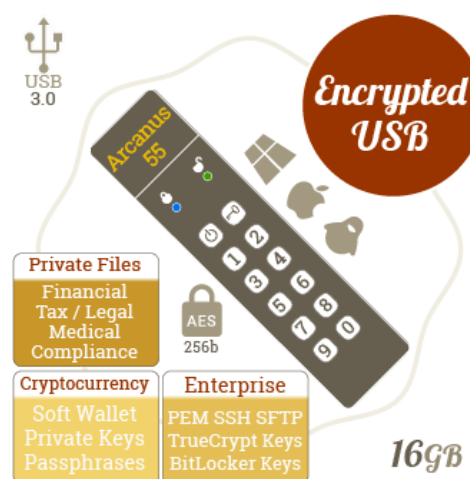 USB
3.0
Encrypted
USB
Arcanus
55
1 2
3 4
5 6
7 8
9 0
Private Files
Financial
Tax / Legal
Medical
Compliance
AES
256b
Cryptocurrency
Soft Wallet
Private Keys
Passphrases
Enterprise
PEM SSH SFTP
TrueCrypt Keys
BitLocker Keys
16GB